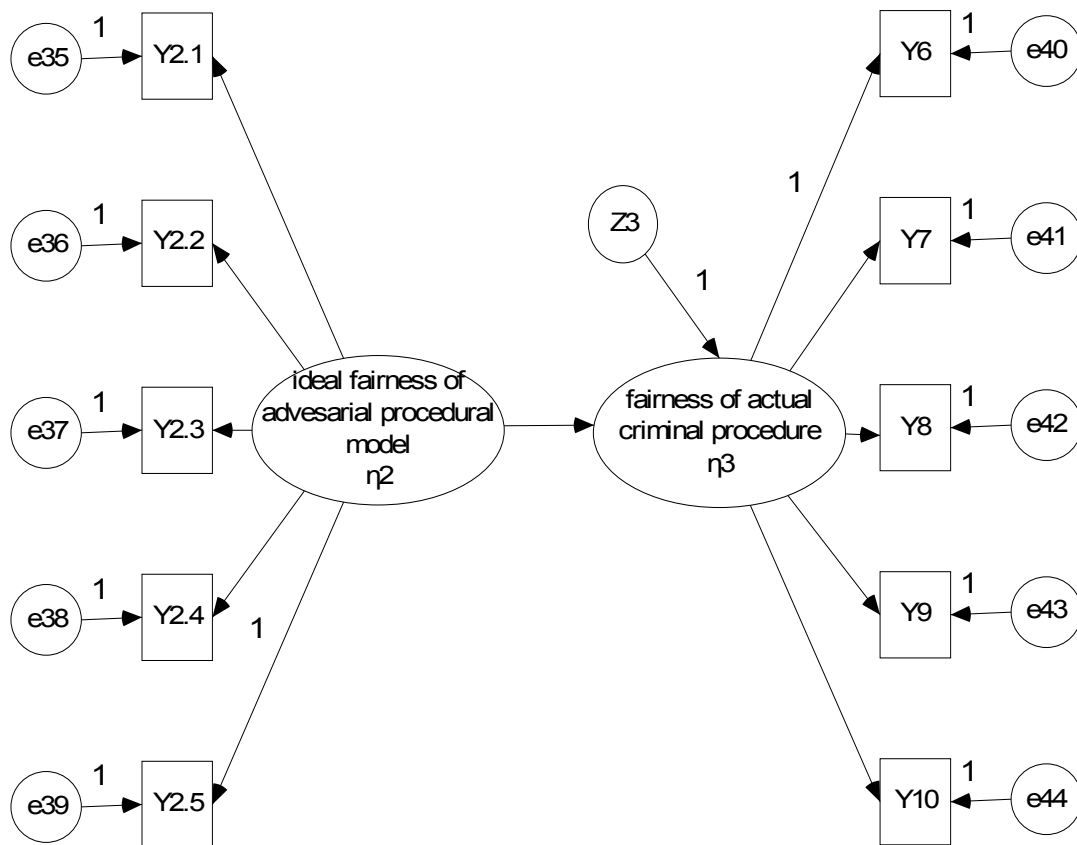 1
e35
Y2.1
1
Y6
e40
1
e36
Y2.2
1
Z3
1
1
Y7
e41
ideal fairness of
advesarial procedural
model
η2
fairness of actual
criminal procedure
η3
1
e37
Y2.3
1
Y8
e42
1
e38
Y2.4
1
1
Y9
e43
1
e39
Y2.5
1
Y10
e44